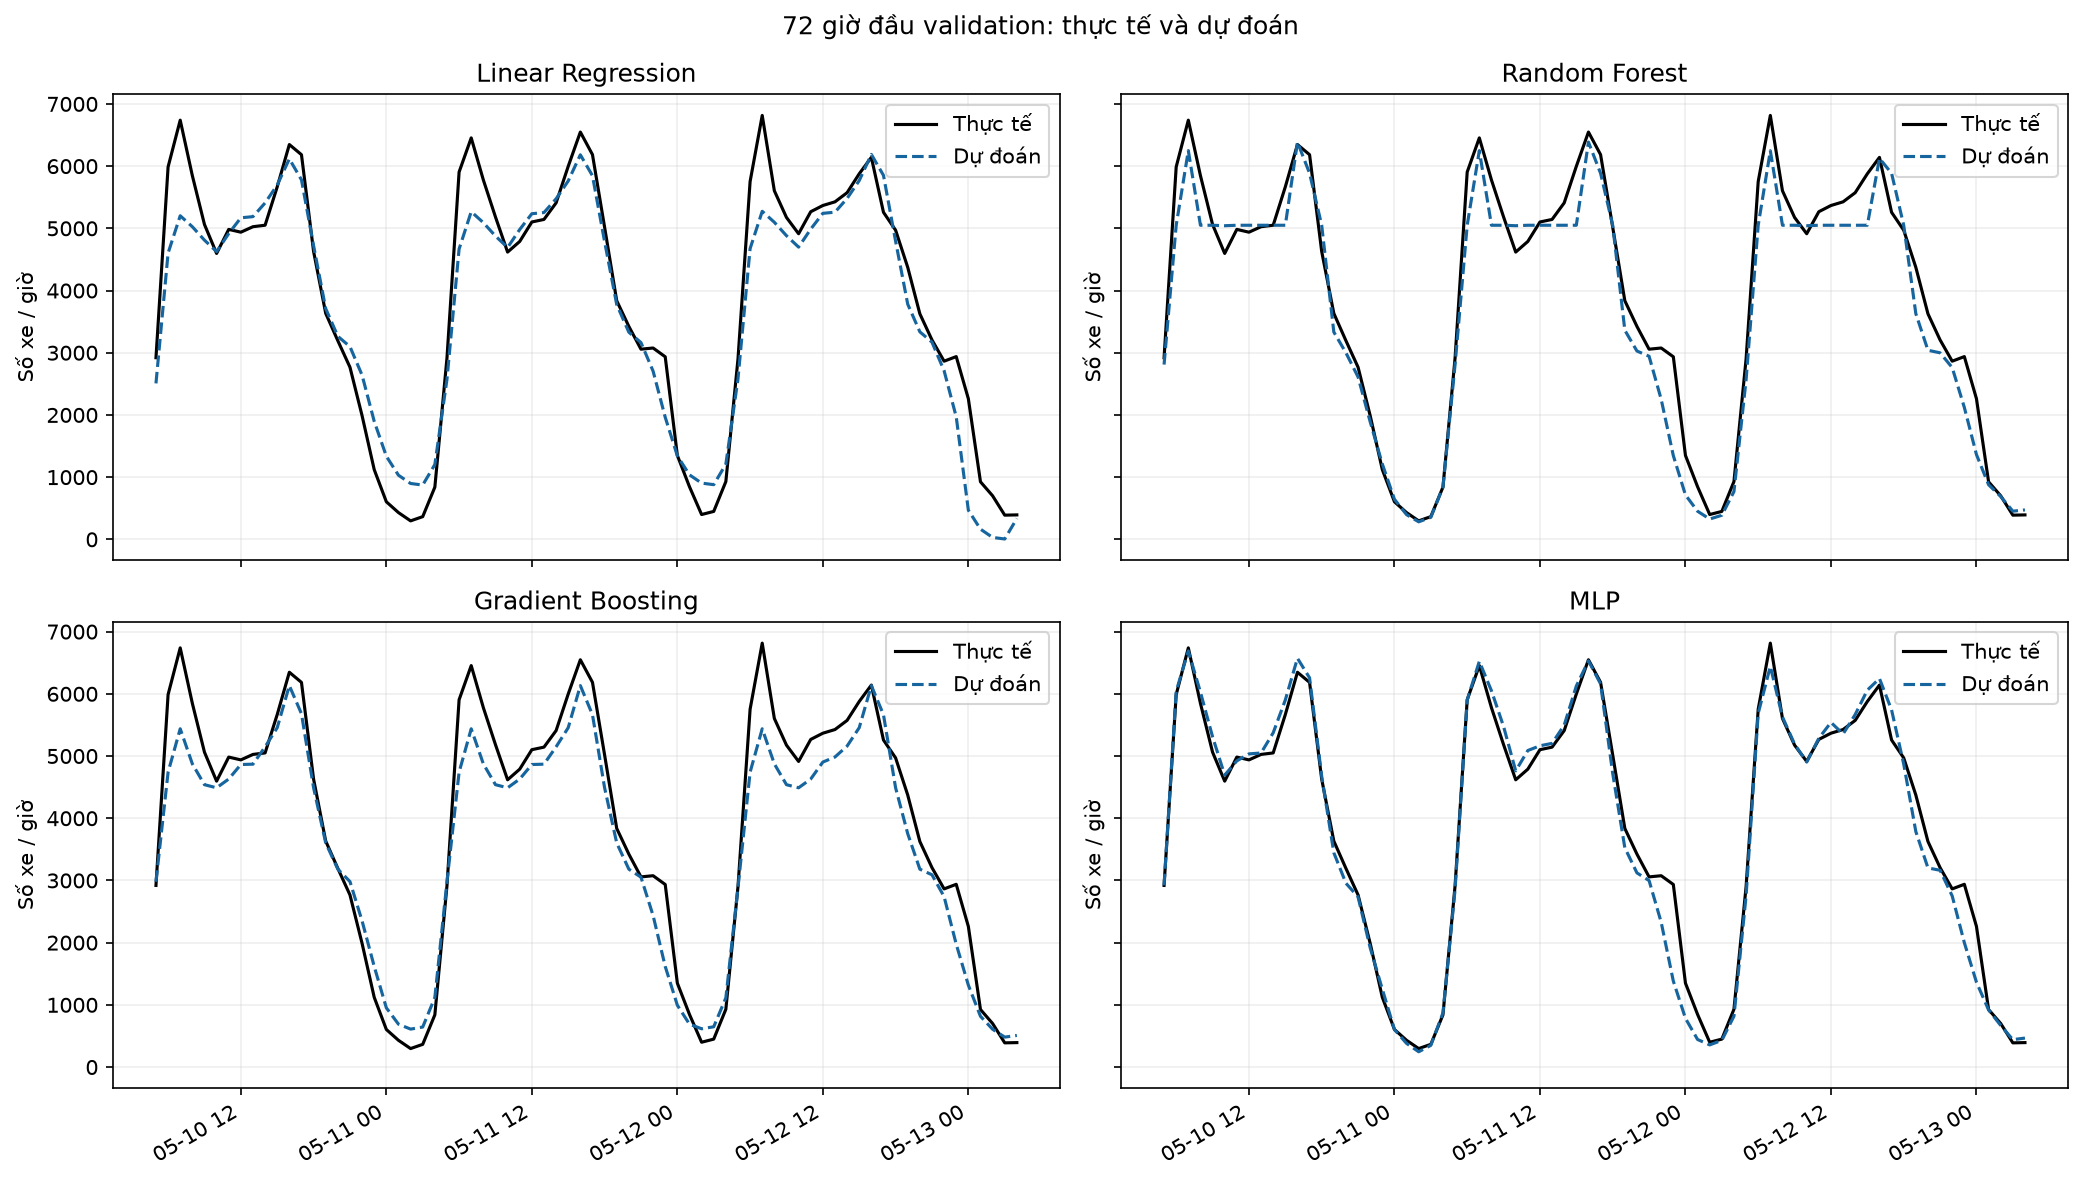 72 giờ đầu validation: thực tế và dự đoán
Linear Regression
7000
6000
5000
4000
3000
2000
1000
0
Số xe / giờ
Thực tế
Dự đoán
Random Forest
Số xe / giờ
Thực tế
Dự đoán
Gradient Boosting
7000
6000
5000
4000
3000
2000
1000
0
Số xe / giờ
Thực tế
Dự đoán
05-10 12
05-11 00
05-11 12
05-12 00
05-12 12
05-13 00
MLP
Số xe / giờ
Thực tế
Dự đoán
05-10 12
05-11 00
05-11 12
05-12 00
05-12 12
05-13 00